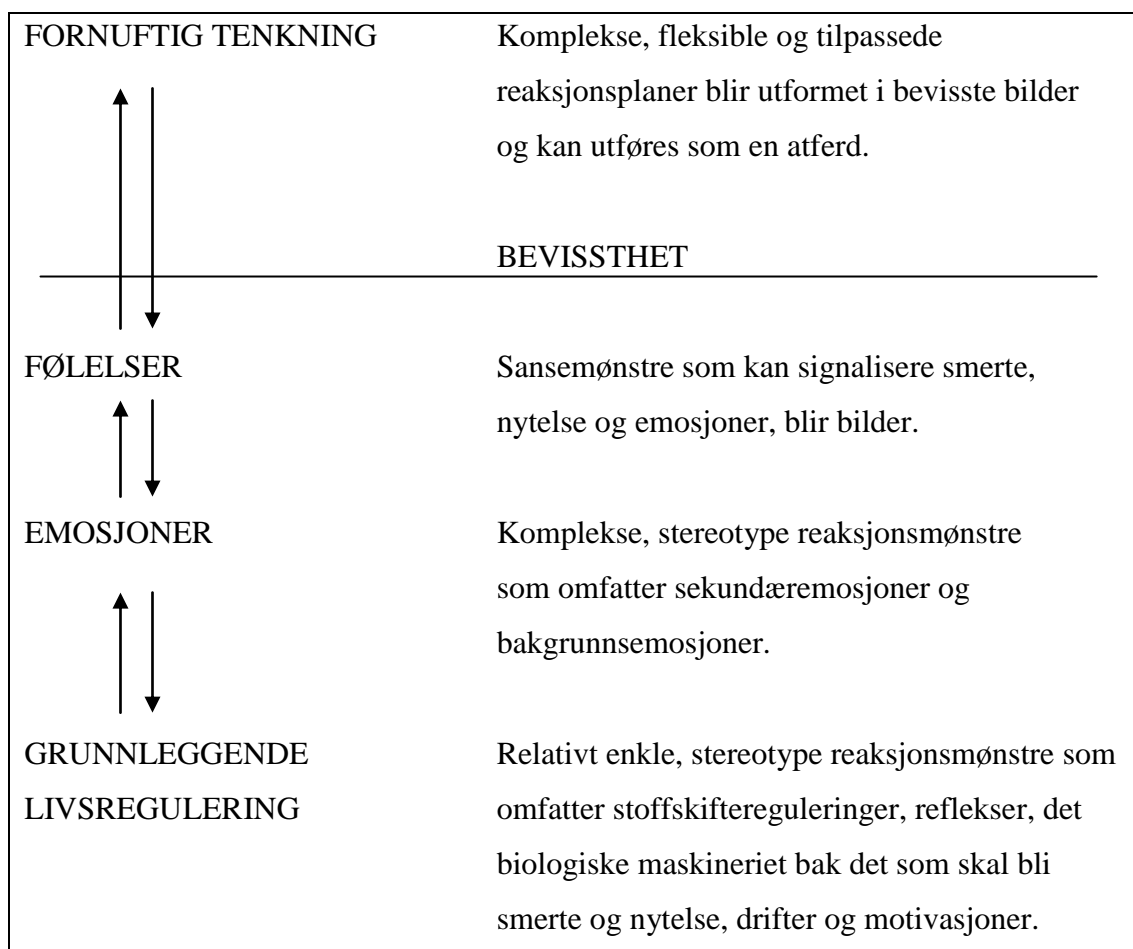 FORNUFTIG TENKNING Komplekse, fleksible og tilpassede
reaksjonsplaner blir utformet i bevisste bilder
og kan utføres som en atferd.
BEVISSTHET
FØLELSER Sansemønstre som kan signalisere smerte,
nytelse og emosjoner, blir bilder.
EMOSJONER Komplekse, stereotype reaksjonsmønstre
som omfatter sekundæremosjoner og
bakgrunnsemosjoner.
GRUNNLEGGENDE Relativt enkle, stereotype reaksjonsmønstre som
LIVSREGULERING omfatter stoffskiftereguleringer, reflekser, det
biologiske maskineriet bak det som skal bli
smerte og nytelse, drifter og motivasjoner.